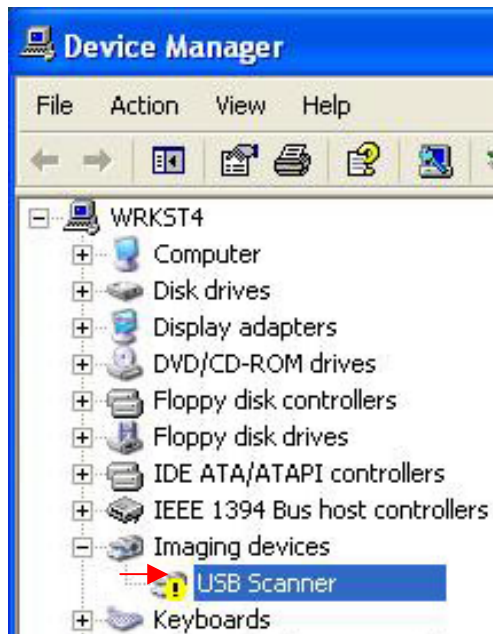 Device Manager
File Action View Help
WRKST4
Computer
Disk drives
Display adapters
DVD/CD-ROM drives
Floppy disk controllers
Floppy disk drives
IDE ATA/ATAPI controllers
IEEE 1394 Bus host controllers
Imaging devices
USB Scanner
Keyboards